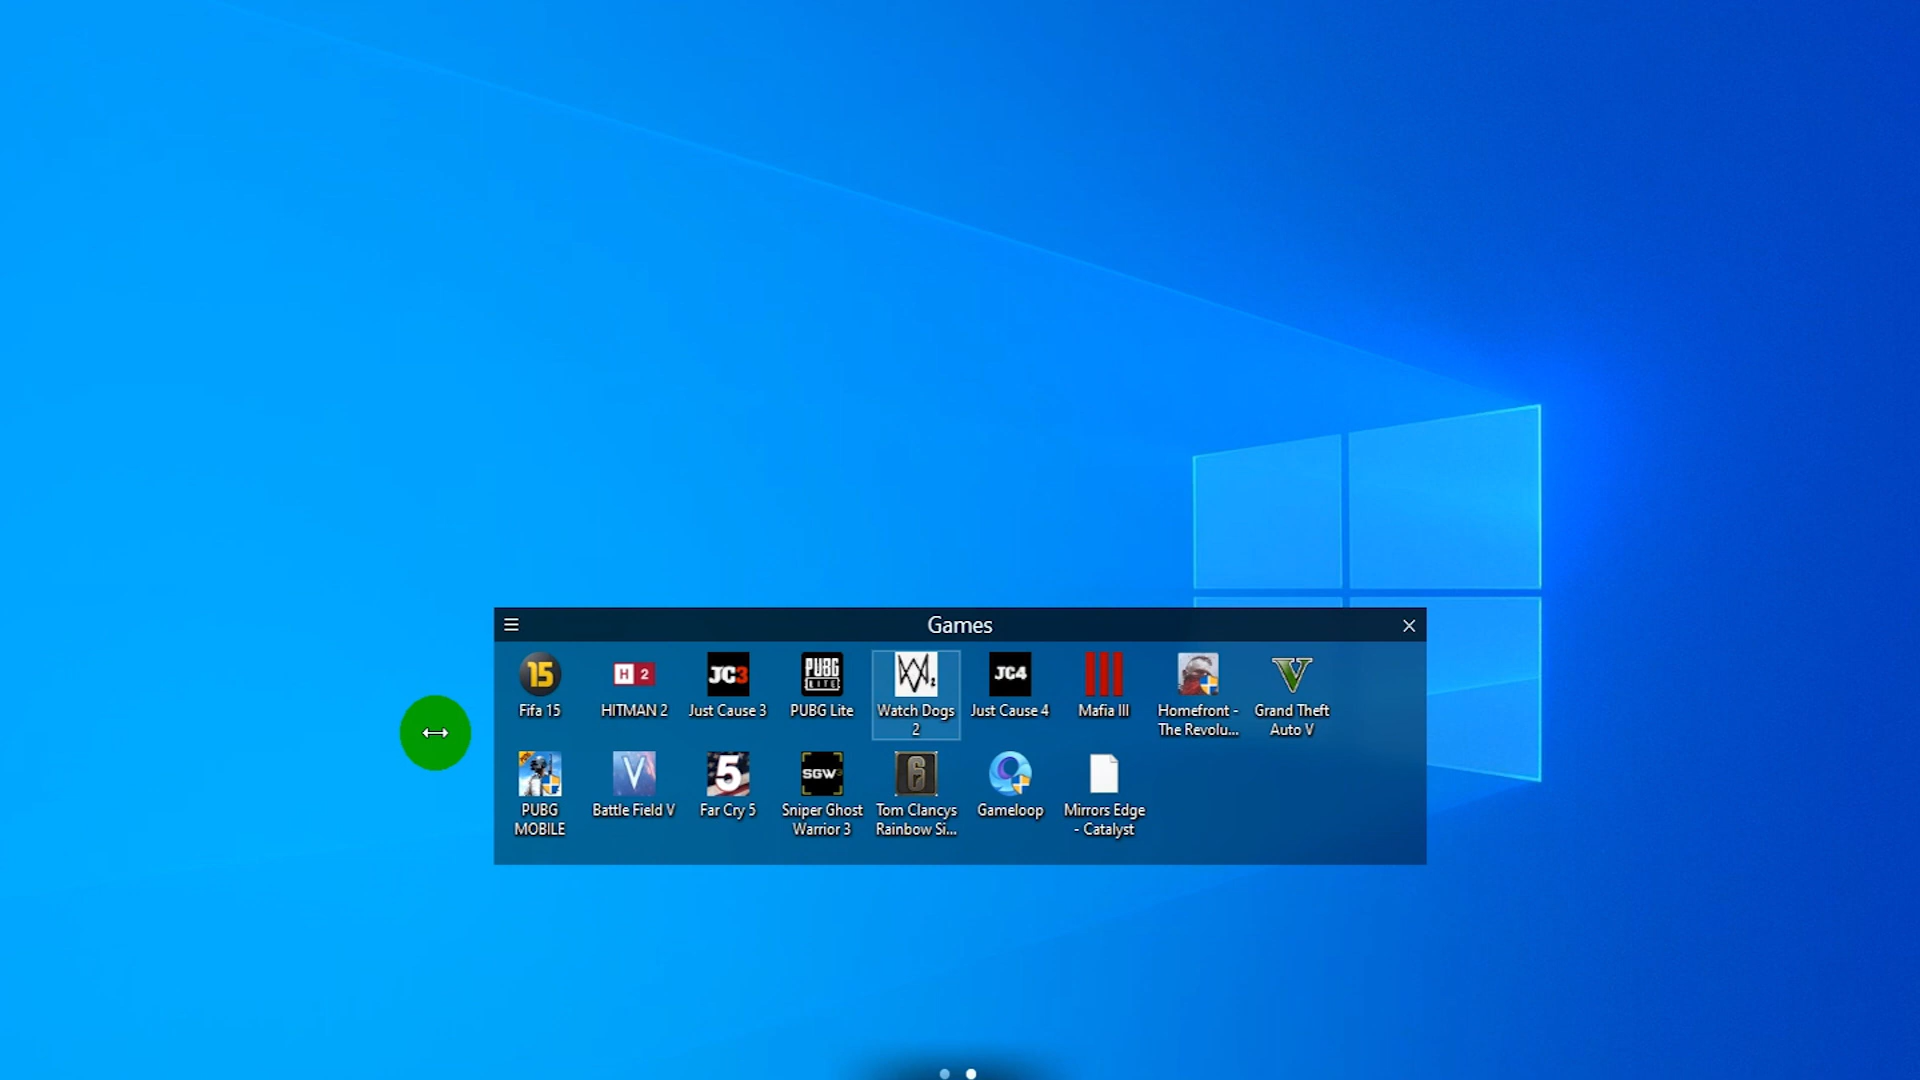 Games
15
H 2
JC3
PUBG
LITE
2
JC4
V
Fifa 15
HITMAN 2
Just Cause 3
PUBG Lite
Watch Dogs
2
Just Cause 4
Mafia III
Homefront -
The Revolu...
Grand Theft
Auto V
V
5
SGW3
6
PUBG
MOBILE
Battle Field V
Far Cry 5
Sniper Ghost
Warrior 3
Tom Clancys
Rainbow Si...
Gameloop
Mirrors Edge
- Catalyst